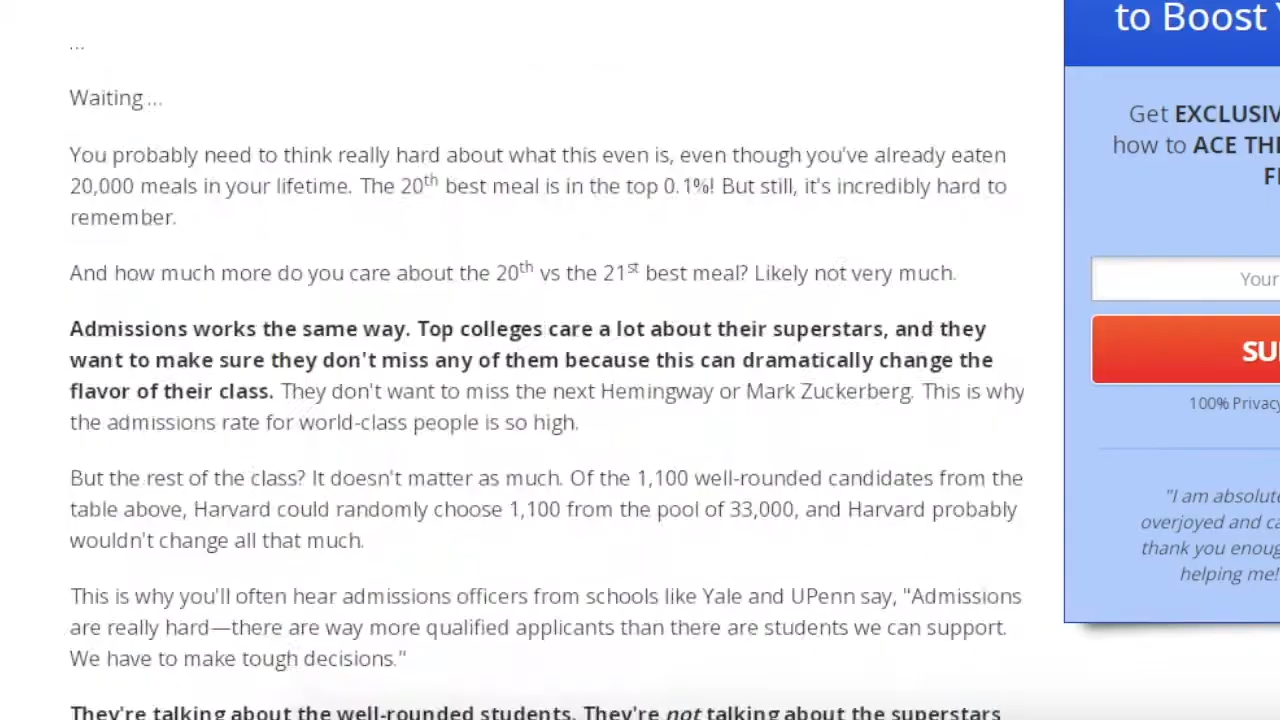 ...
Waiting ...
You probably need to think really hard about what this even is, even though you've already eaten
20,000 meals in your lifetime. The 20th best meal is in the top 0.1%! But still, it's incredibly hard to
remember.
And how much more do you care about the 20th vs the 21st best meal? Likely not very much.
Admissions works the same way. Top colleges care a lot about their superstars, and they
want to make sure they don't miss any of them because this can dramatically change the
flavor of their class. They don't want to miss the next Hemingway or Mark Zuckerberg. This is why
the admissions rate for world-class people is so high.
But the rest of the class? It doesn't matter as much. Of the 1,100 well-rounded candidates from the
table above, Harvard could randomly choose 1,100 from the pool of 33,000, and Harvard probably
wouldn't change all that much.
This is why you'll often hear admissions officers from schools like Yale and UPenn say, "Admissions
are really hard—there are way more qualified applicants than there are students we can support.
We have to make tough decisions."
They're talking about the well-rounded students. They're not talking about the superstars
to Boost
Get EXCLUSIV
how to ACE TH
Your
SU
100% Privacy
"I am absolute
overjoyed and ca
thank you enoug
helping me!